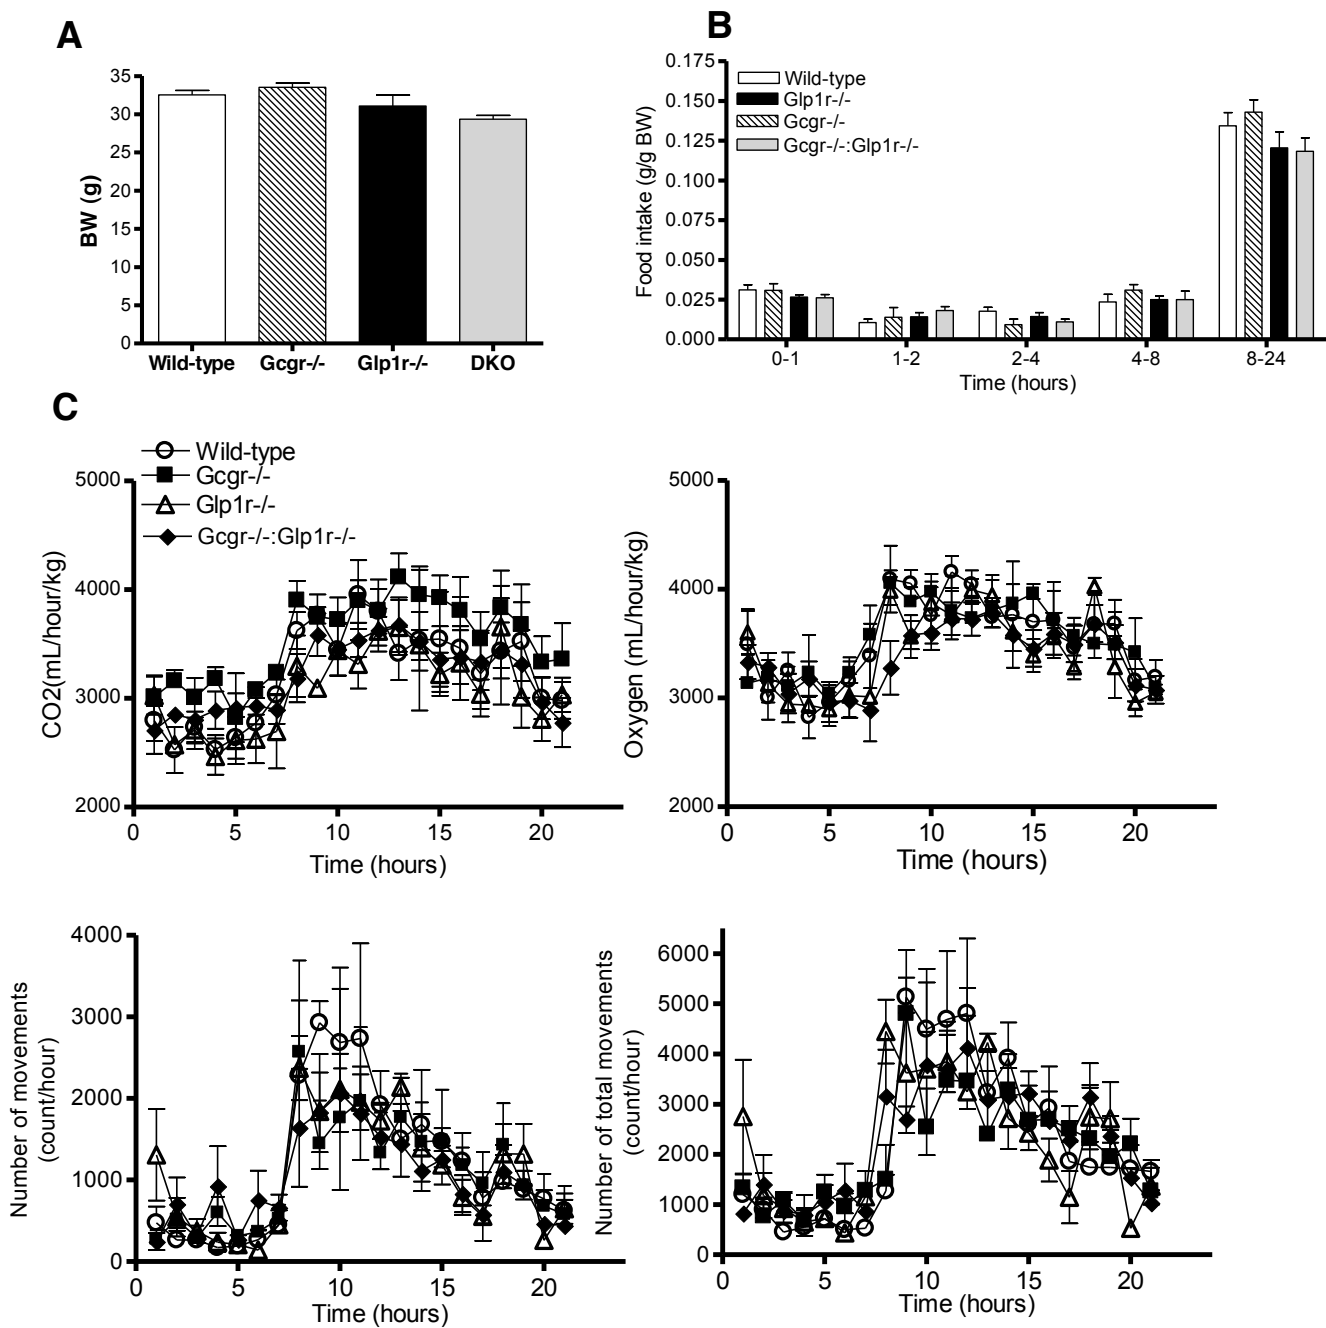 A
35
30
25
20
15
10
5
0
BW (g)
Wild-type Gcgr-/- Glp1r-/- DKO
B
0.175
0.150
0.125
0.100
0.075
0.050
0.025
0.000
Food intake (g/g BW)
Wild-type
Glp1r-/-
Gcgr-/-
Gcgr-/-:Glp1r-/-
0-1 1-2 2-4 4-8 8-24
Time (hours)
C
Wild-type
Gcgr-/-
Glp1r-/-
Gcgr-/-:Glp1r-/-
5000
4000
3000
2000
CO2(mL/hour/kg)
0 5 10 15 20
Time (hours)
5000
4000
3000
2000
Oxygen (mL/hour/kg)
0 5 10 15 20
Time (hours)
4000
3000
2000
1000
0
Number of movements
(count/hour)
0 5 10 15 20
Time (hours)
6000
5000
4000
3000
2000
1000
0
Number of total movements
(count/hour)
0 5 10 15 20
Time (hours)